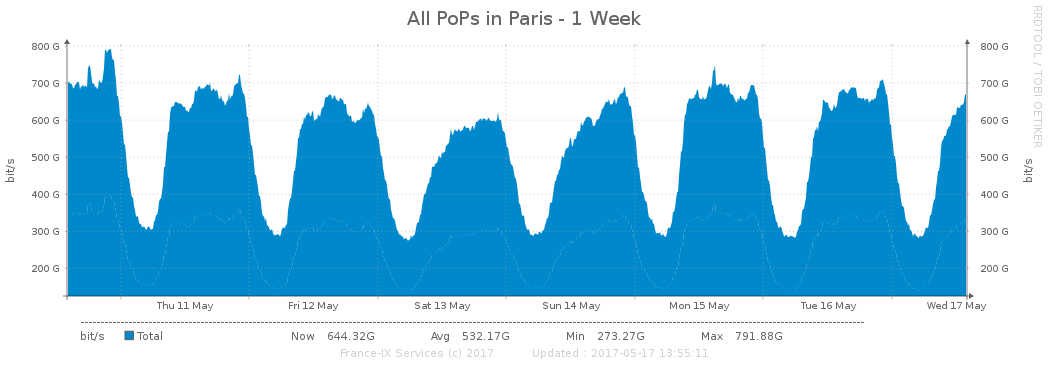 All PoPs in Paris - 1 Week
RRDTOOL / TOBI OETIKER
800 G 800 G
700 G 700 G
600 G 600 G
500 G 500 G
400 G 400 G
300 G 300 G
200 G 200 G
bit/s
bit/s
Thu 11 May Fri 12 May Sat 13 May Sun 14 May Mon 15 May Tue 16 May Wed 17 May
bit/s Total Now 644.32G Avg 532.17G Min 273.27G Max 791.88G
France-IX Services (c) 2017 Updated : 2017-05-17 13:55:11